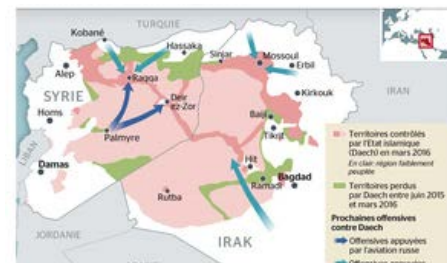 TURQUIE
Kobané
Hassaka
Sinjar
Mossoul
Erbil
Alep
Raqqa
SYRIE
Deir
ez-Zor
Kirkouk
IRAN
Homs
Baiji
Tikrit
Palmyre
LIBAN
Damas
Hit
Ramadi
Bagdad
Rutba
JORDANIE
IRAK
Territoires contrôlés
par l'Etat islamique
(Daech) en mars 2016
En clair région faiblement
peuplée
Territoires perdus
par Daech entre juin 2015
et mars 2016
Prochaines offensives
contre Daech
Offensives appuyées
par l'aviation russe